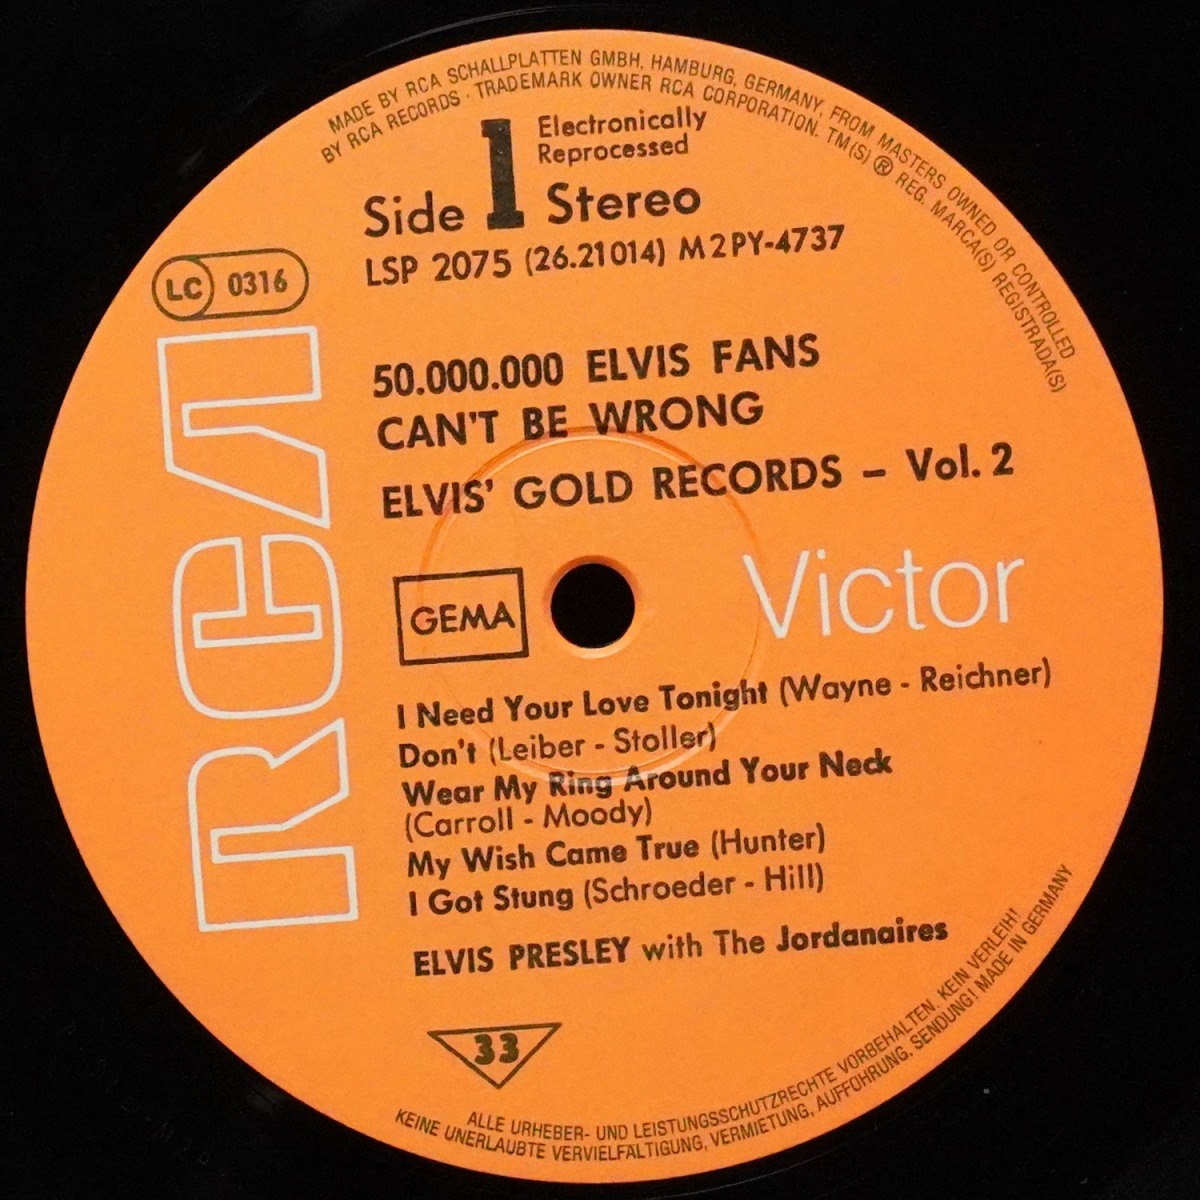 MADE BY RCA SCHALLPLATTEN GMBH, HAMBURG, GERMANY, FROM MASTERS OWNED OR CONTROLLED
BY RCA RECORDS · TRADEMARK OWNER RCA CORPORATION. TM(S) ® REG. MARCA(S) REGISTRADA(S)
Side 1
Electronically
Reprocessed
Stereo
LSP 2075 (26.21014) M2PY-4737
LC 0316
RCA
50.000.000 ELVIS FANS
CAN'T BE WRONG
ELVIS' GOLD RECORDS – Vol. 2
GEMA
Victor
I Need Your Love Tonight (Wayne - Reichner)
Don't (Leiber - Stoller)
Wear My Ring Around Your Neck
(Carroll - Moody)
My Wish Came True (Hunter)
I Got Stung (Schroeder - Hill)
ELVIS PRESLEY with The Jordanaires
33
ALLE URHEBER- UND LEISTUNGSSCHUTZRECHTE VORBEHALTEN. KEIN VERLEIH!
KEINE UNERLAUBTE VERVIELFÄLTIGUNG, VERMIETUNG, AUFFÜHRUNG, SENDUNG! MADE IN GERMANY